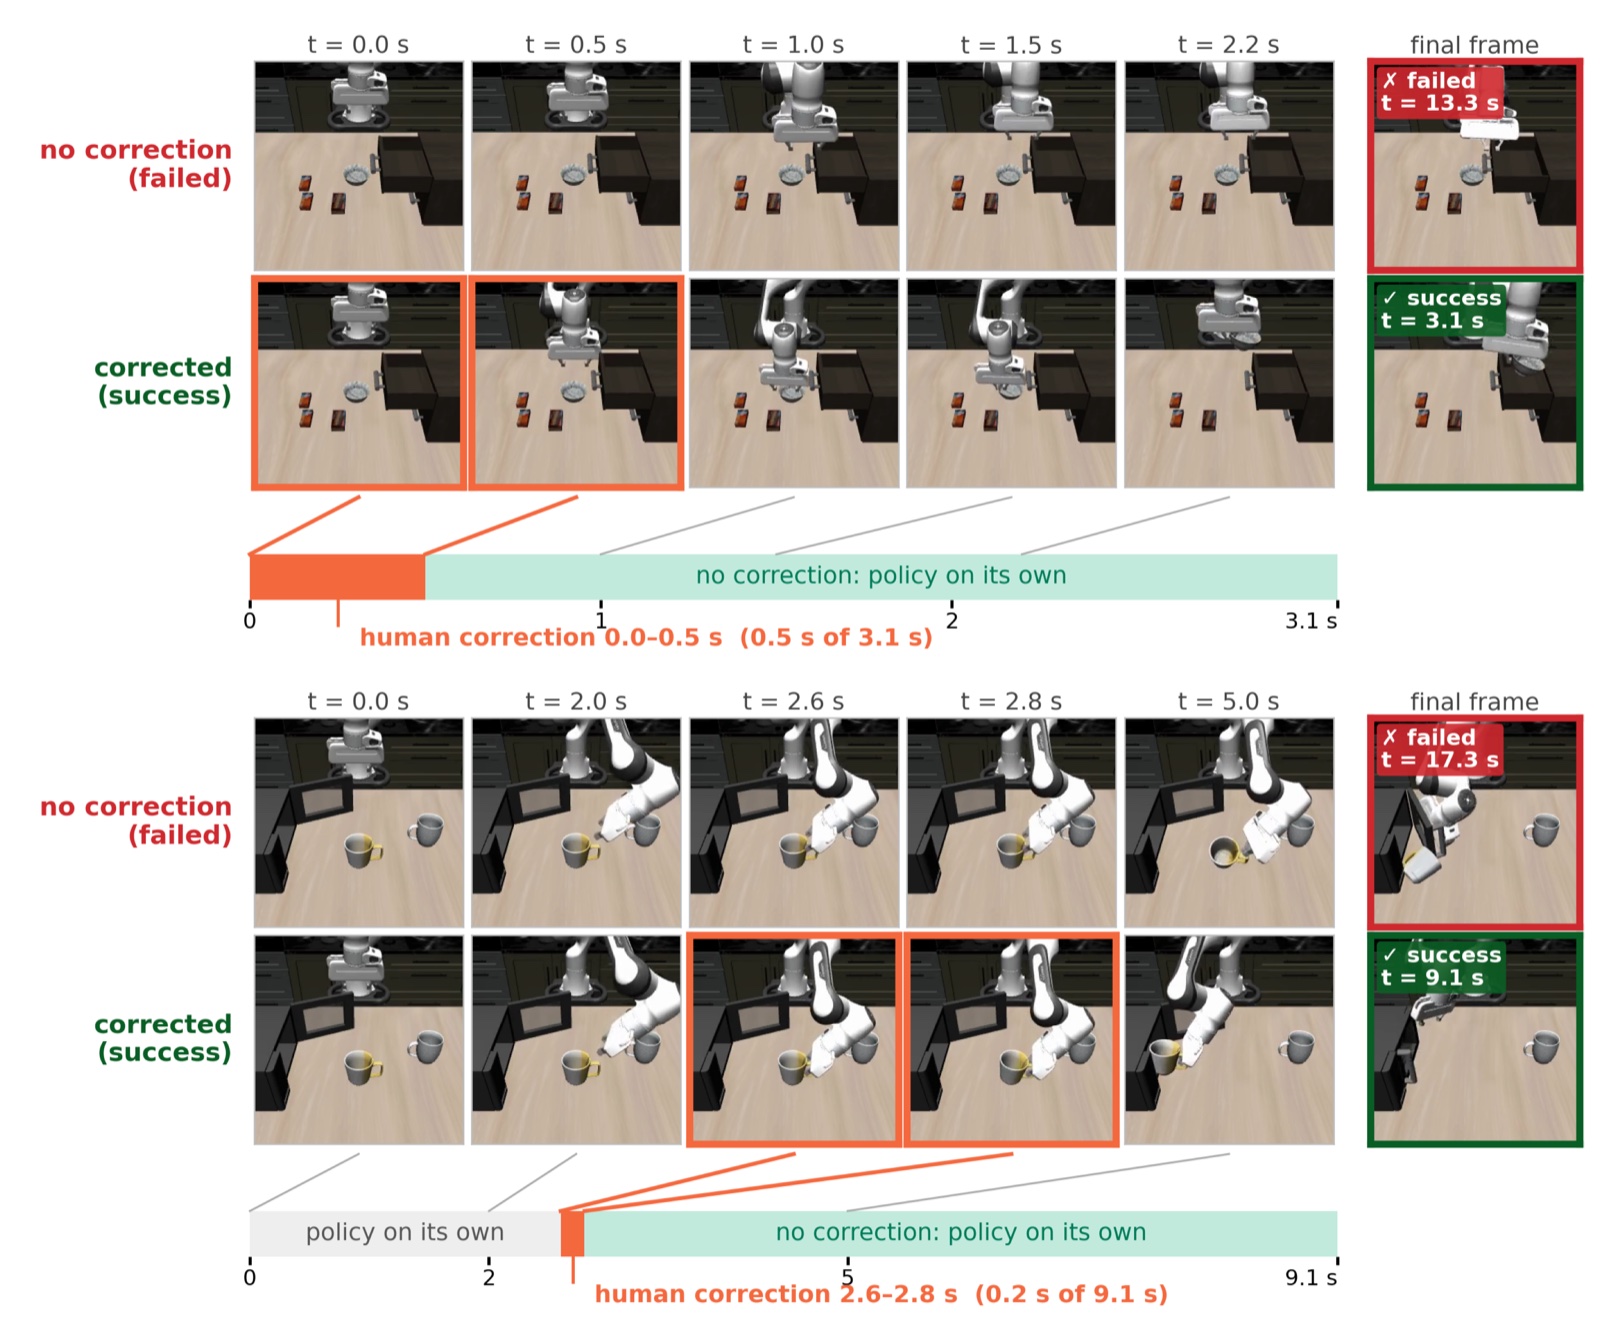 t = 0.0 s
t = 0.5 s
t = 1.0 s
t = 1.5 s
t = 2.2 s
final frame
no correction
(failed)
✗ failed
t = 13.3 s
corrected
(success)
✓ success
t = 3.1 s
no correction: policy on its own
0
1
2
3.1 s
human correction 0.0–0.5 s  (0.5 s of 3.1 s)
t = 0.0 s
t = 2.0 s
t = 2.6 s
t = 2.8 s
t = 5.0 s
final frame
no correction
(failed)
✗ failed
t = 17.3 s
corrected
(success)
✓ success
t = 9.1 s
policy on its own
no correction: policy on its own
0
2
5
9.1 s
human correction 2.6–2.8 s  (0.2 s of 9.1 s)